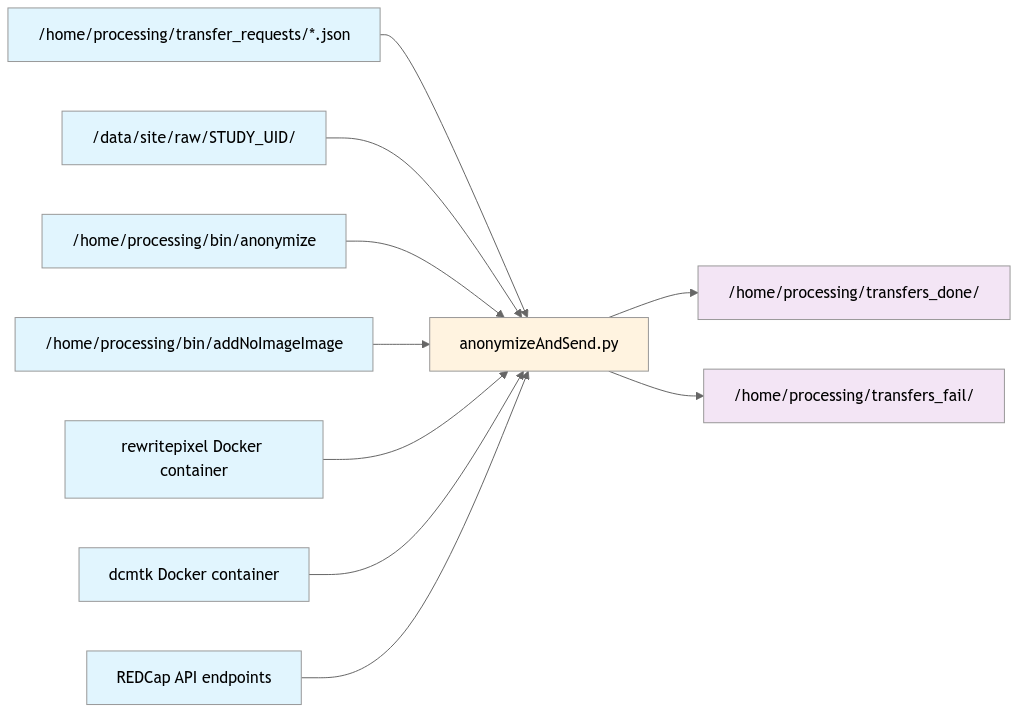 /home/processing/transfer_requests/*.json
/data/site/raw/STUDY_UID/
/home/processing/bin/anonymize
/home/processing/bin/addNoImageImage
rewritepixel Docker
container
dcmtk Docker container
REDCap API endpoints
anonymizeAndSend.py
/home/processing/transfers_done/
/home/processing/transfers_fail/